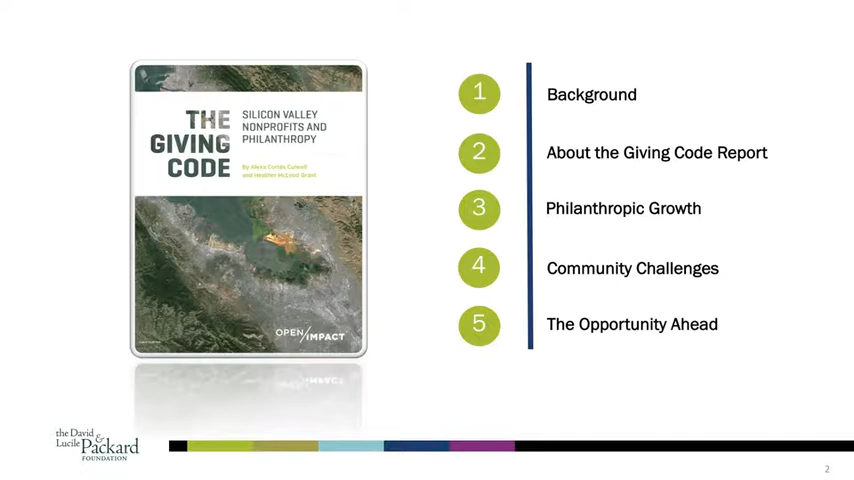 THE
GIVING
CODE
SILICON VALLEY
NONPROFITS AND
PHILANTHROPY
By Alexa Cortés Culwell
and Heather McLeod Grant
OPEN/IMPACT
1 Background
2 About the Giving Code Report
3 Philanthropic Growth
4 Community Challenges
5 The Opportunity Ahead
the David
& Lucile Packard
FOUNDATION
2